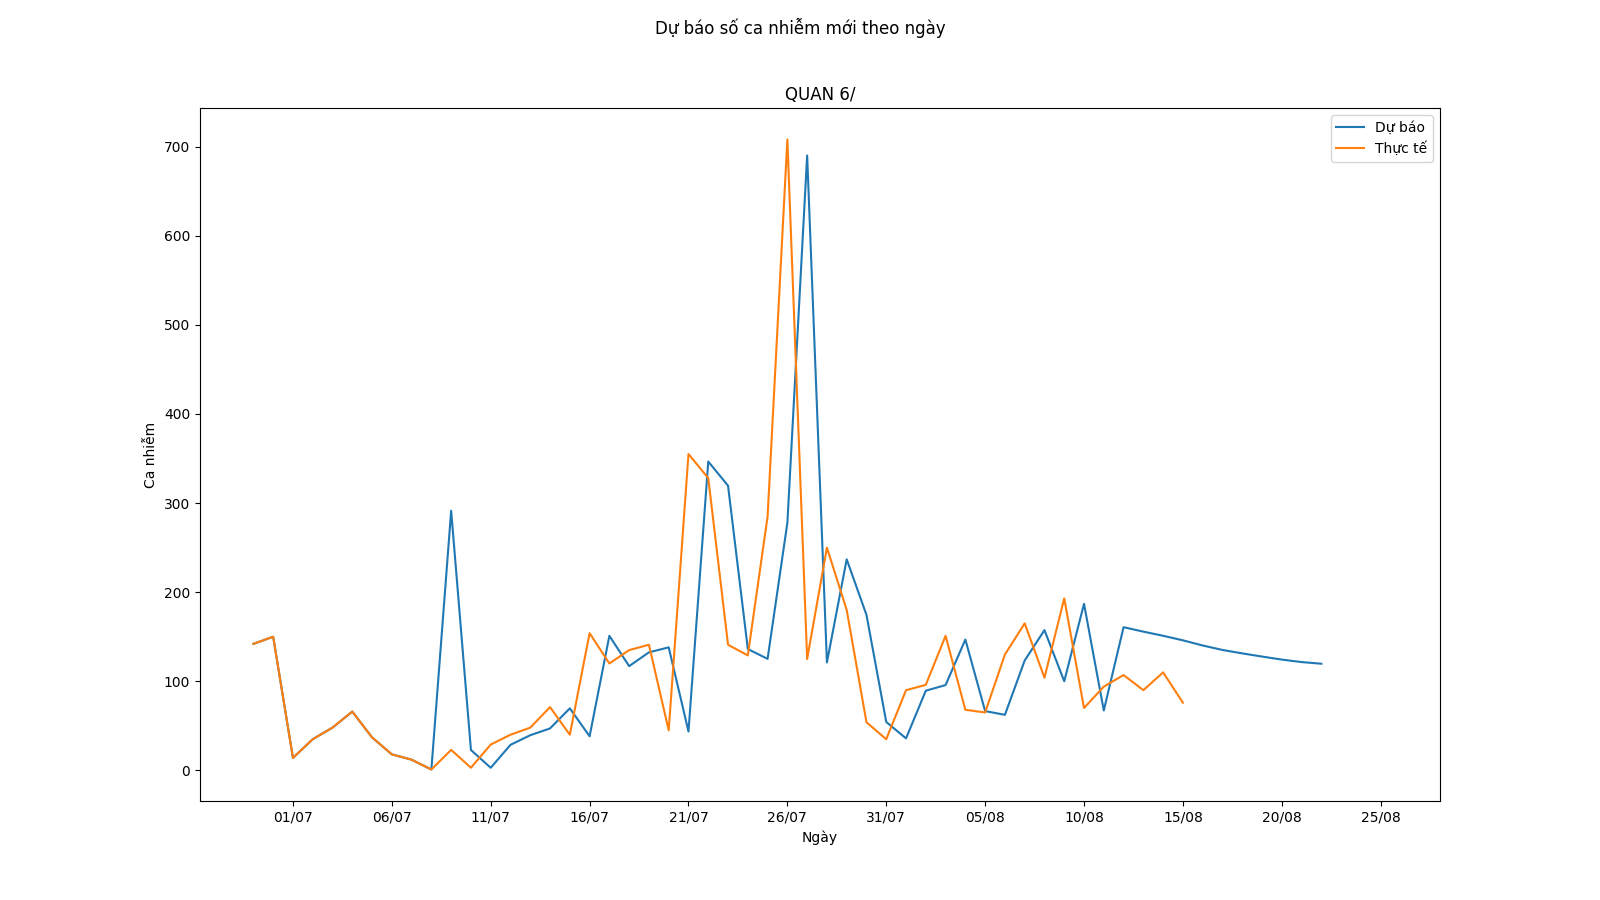 Dự báo số ca nhiễm mới theo ngày
QUAN 6/
Dự báo
Thực tế
700
600
500
400
300
200
100
0
Ca nhiễm
01/07 06/07 11/07 16/07 21/07 26/07 31/07 05/08 10/08 15/08 20/08 25/08
Ngày